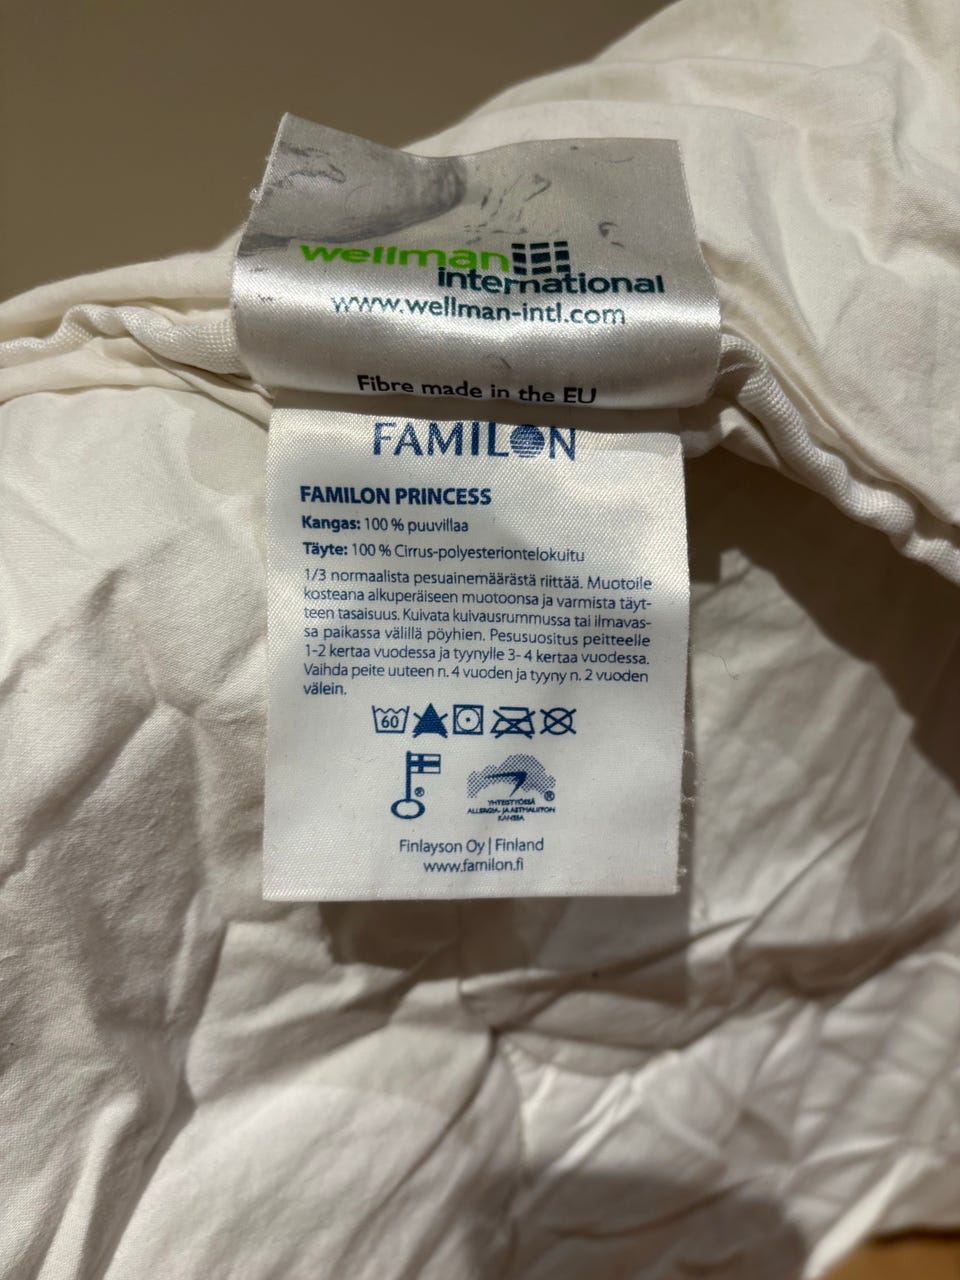 wellman
international
www.wellman-intl.com
Fibre made in the EU
FAMILON
FAMILON PRINCESS
Kangas: 100 % puuvillaa
Täyte: 100 % Cirrus-polyesteriontelokuitu
1/3 normaalista pesuainemäärästä riittää. Muotoile
kosteana alkuperäiseen muotoonsa ja varmista täyt-
teen tasaisuus. Kuivata kuivausrummussa tai ilmavas-
sa paikassa välillä pöyhien. Pesusuositus peitteelle
1-2 kertaa vuodessa ja tyynylle 3- 4 kertaa vuodessa.
Vaihda peite uuteen n. 4 vuoden ja tyyny n. 2 vuoden
välein.
60
®
®
YHTEISTYÖSSÄ
ALLERGIA- JA ASTMALIITON
KANSSA
Finlayson Oy | Finland
www.familon.fi